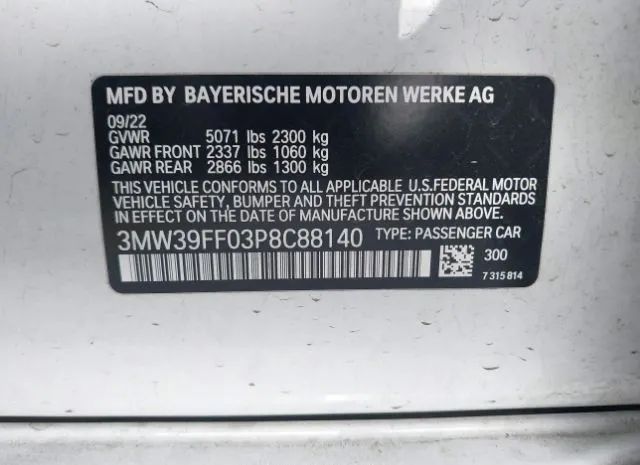 MFD BY BAYERISCHE MOTOREN WERKE AG
09/22
GVWR 5071 lbs 2300 kg
GAWR FRONT 2337 lbs 1060 kg
GAWR REAR 2866 lbs 1300 kg
THIS VEHICLE CONFORMS TO ALL APPLICABLE U.S.FEDERAL MOTOR
VEHICLE SAFETY, BUMPER AND THEFT PREVENTION STANDARDS
IN EFFECT ON THE DATE OF MANUFACTURE SHOWN ABOVE.
3MW39FF03P8C88140 TYPE: PASSENGER CAR
300
7 315 814